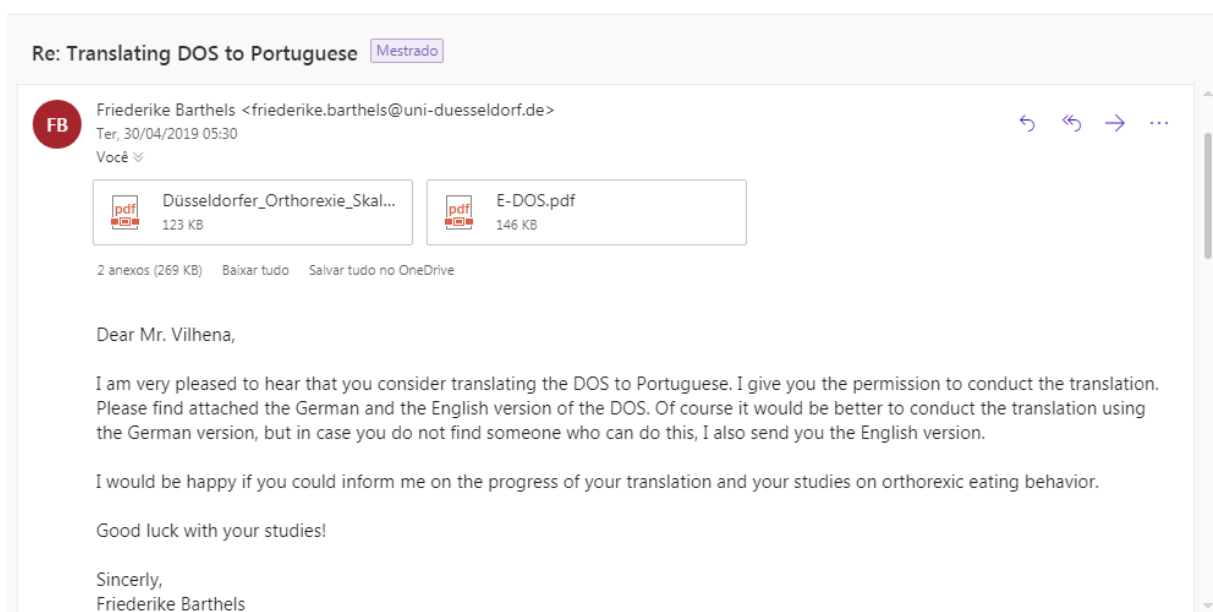 Re: Translating DOS to Portuguese Mestrado
FB
Friederike Barthels <friederike.barthels@uni-duesseldorf.de>
Ter, 30/04/2019 05:30
Você
pdf Düsseldorfer_Orthorexie_Skal...
123 KB
pdf E-DOS.pdf
146 KB
2 anexos (269 KB) Baixar tudo Salvar tudo no OneDrive
Dear Mr. Vilhena,
I am very pleased to hear that you consider translating the DOS to Portuguese. I give you the permission to conduct the translation.
Please find attached the German and the English version of the DOS. Of course it would be better to conduct the translation using
the German version, but in case you do not find someone who can do this, I also send you the English version.
I would be happy if you could inform me on the progress of your translation and your studies on orthorexic eating behavior.
Good luck with your studies!
Sincerly,
Friederike Barthels